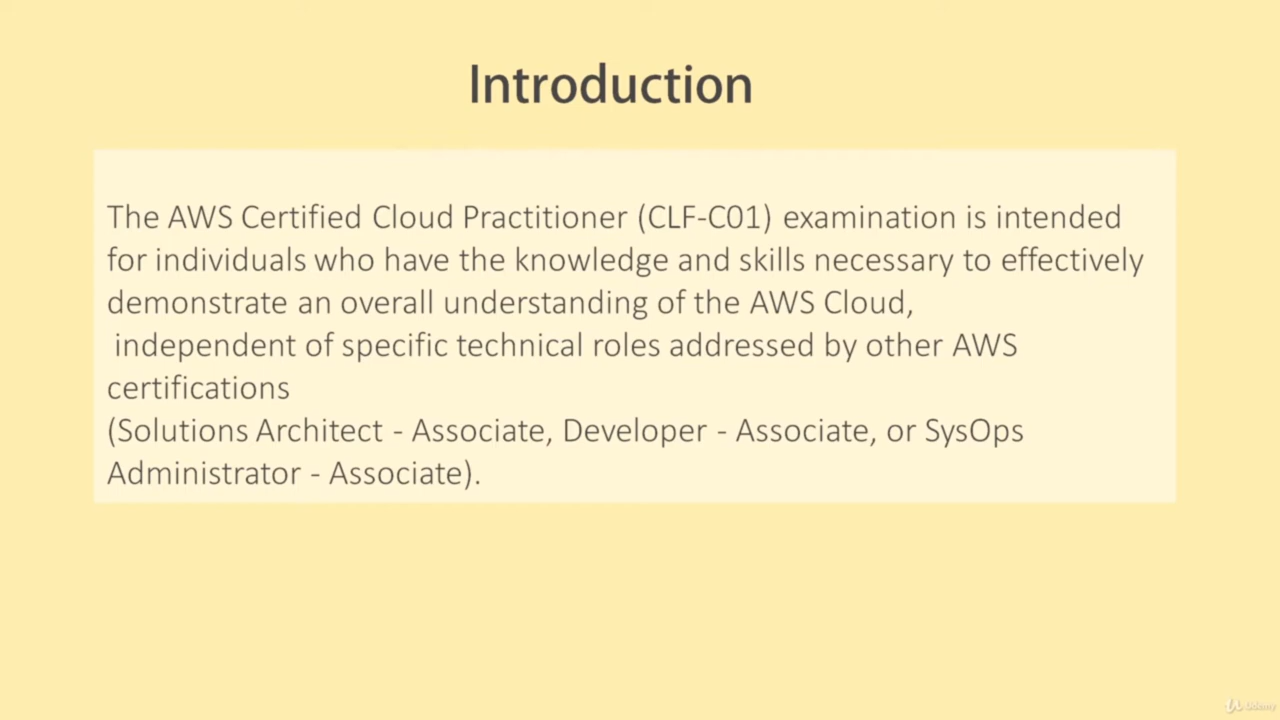 Introduction
The AWS Certified Cloud Practitioner (CLF-C01) examination is intended
for individuals who have the knowledge and skills necessary to effectively
demonstrate an overall understanding of the AWS Cloud,
independent of specific technical roles addressed by other AWS
certifications
(Solutions Architect - Associate, Developer - Associate, or SysOps
Administrator - Associate).
Udemy